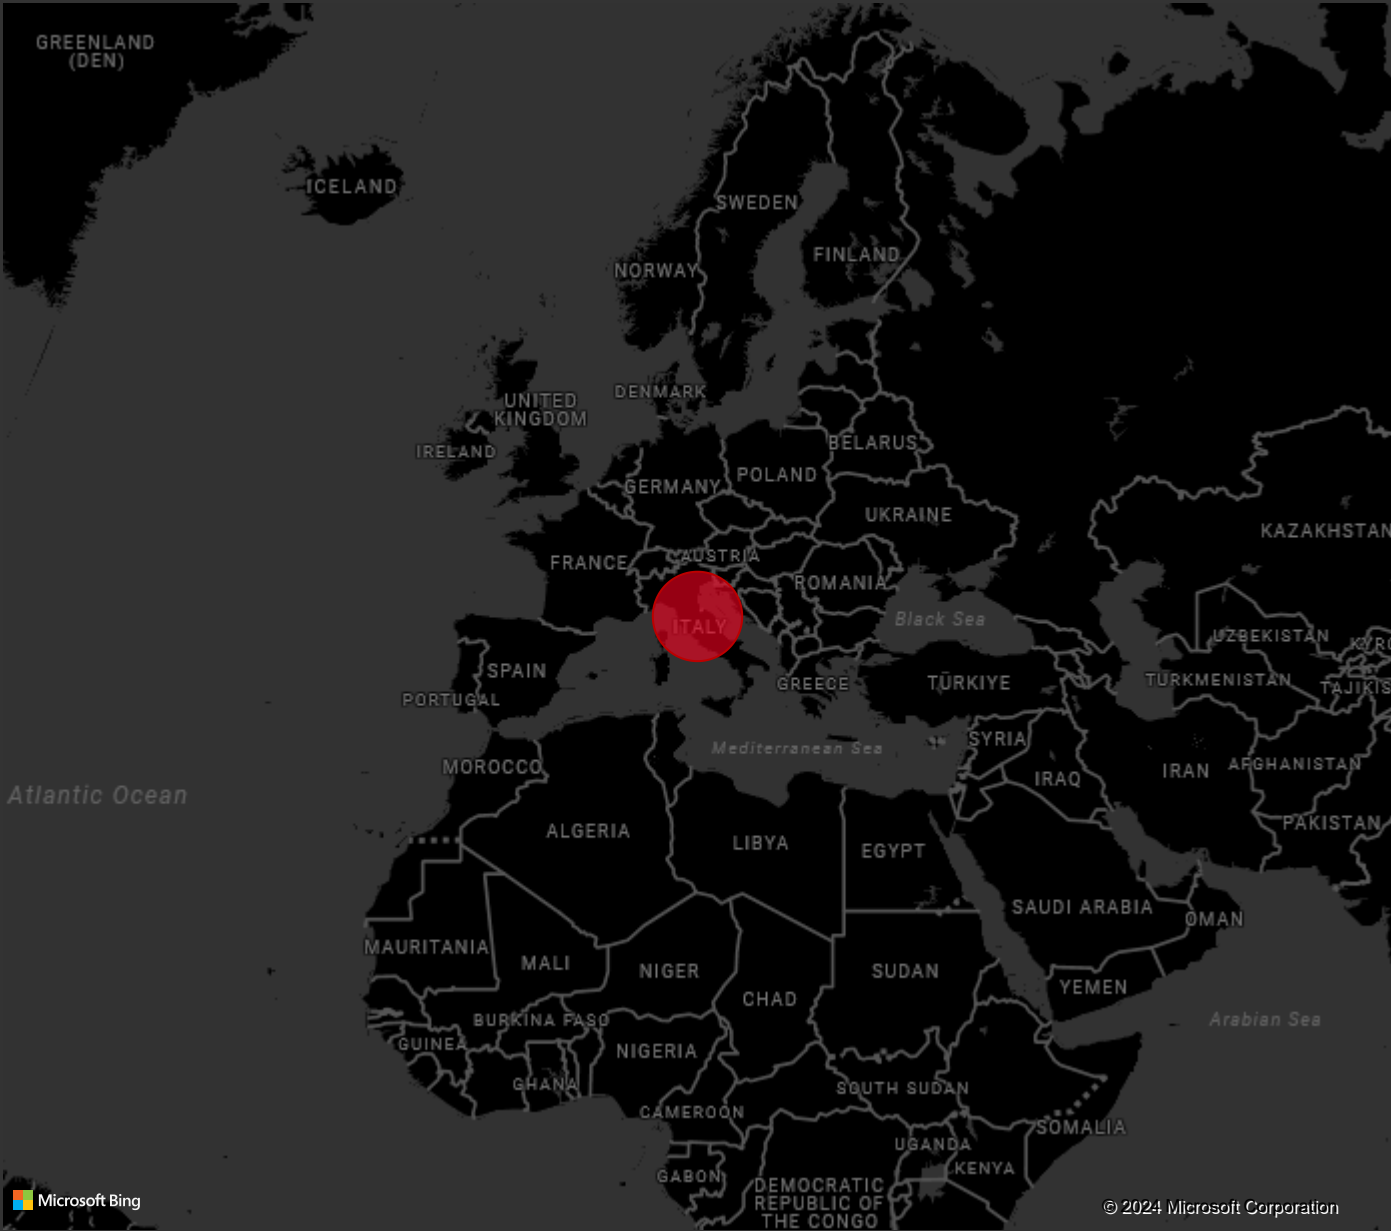 GREENLAND
(DEN)
ICELAND
SWEDEN
FINLAND
NORWAY
DENMARK
UNITED
KINGDOM
IRELAND
BELARUS
POLAND
GERMANY
UKRAINE
KAZAKHSTAN
AUSTRIA
FRANCE
ROMANIA
Black Sea
ITALY
UZBEKISTAN
KYRG
SPAIN
GREECE
TÜRKIYE
TURKMENISTAN
TAJIKIS
PORTUGAL
SYRIA
Mediterranean Sea
MOROCCO
IRAQ
IRAN
AFGHANISTAN
Atlantic Ocean
PAKISTAN
ALGERIA
LIBYA
EGYPT
SAUDI ARABIA
OMAN
MAURITANIA
MALI
NIGER
SUDAN
YEMEN
CHAD
BURKINA FASO
Arabian Sea
GUINEA
NIGERIA
GHANA
SOUTH SUDAN
CAMEROON
SOMALIA
UGANDA
KENYA
GABON
DEMOCRATIC
REPUBLIC OF
THE CONGO
Microsoft Bing
© 2024 Microsoft Corporation